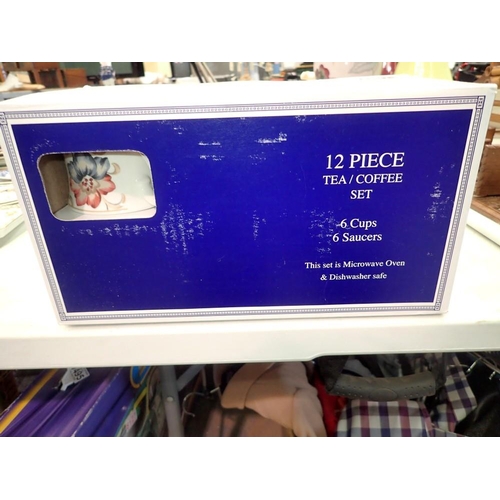 12 PIECE
TEA / COFFEE
SET
-6 Cups
6 Saucers
This set is Microwave Oven
& Dishwasher safe